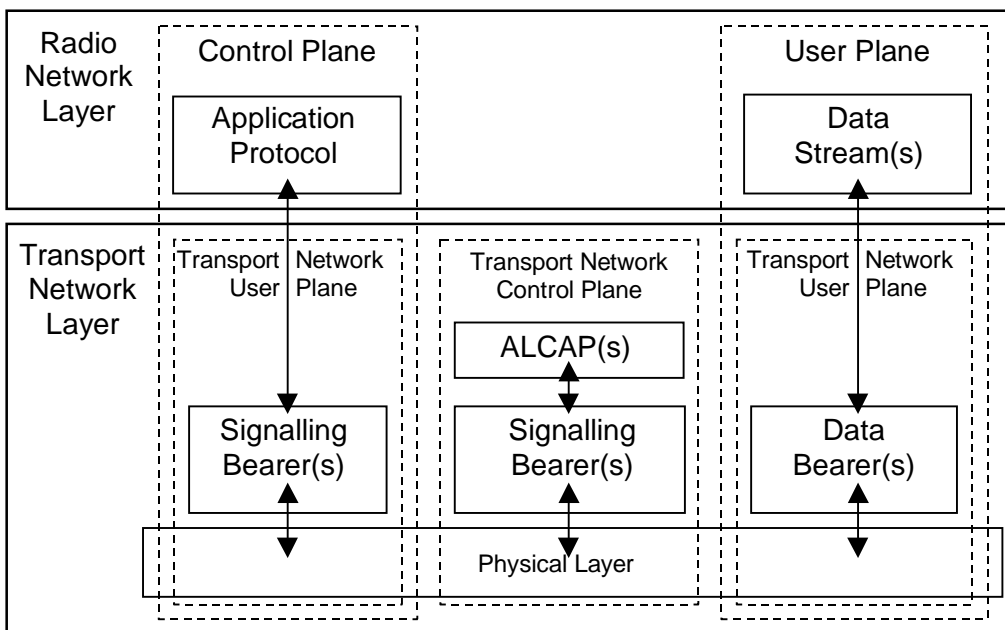 Radio
Network
Layer
Control Plane
User Plane
Application
Protocol
Data
Stream(s)
Transport
Network
Layer
Transport Network
User Plane
Transport Network
Control Plane
Transport Network
User Plane
ALCAP(s)
Signalling
Bearer(s)
Signalling
Bearer(s)
Data
Bearer(s)
Physical Layer